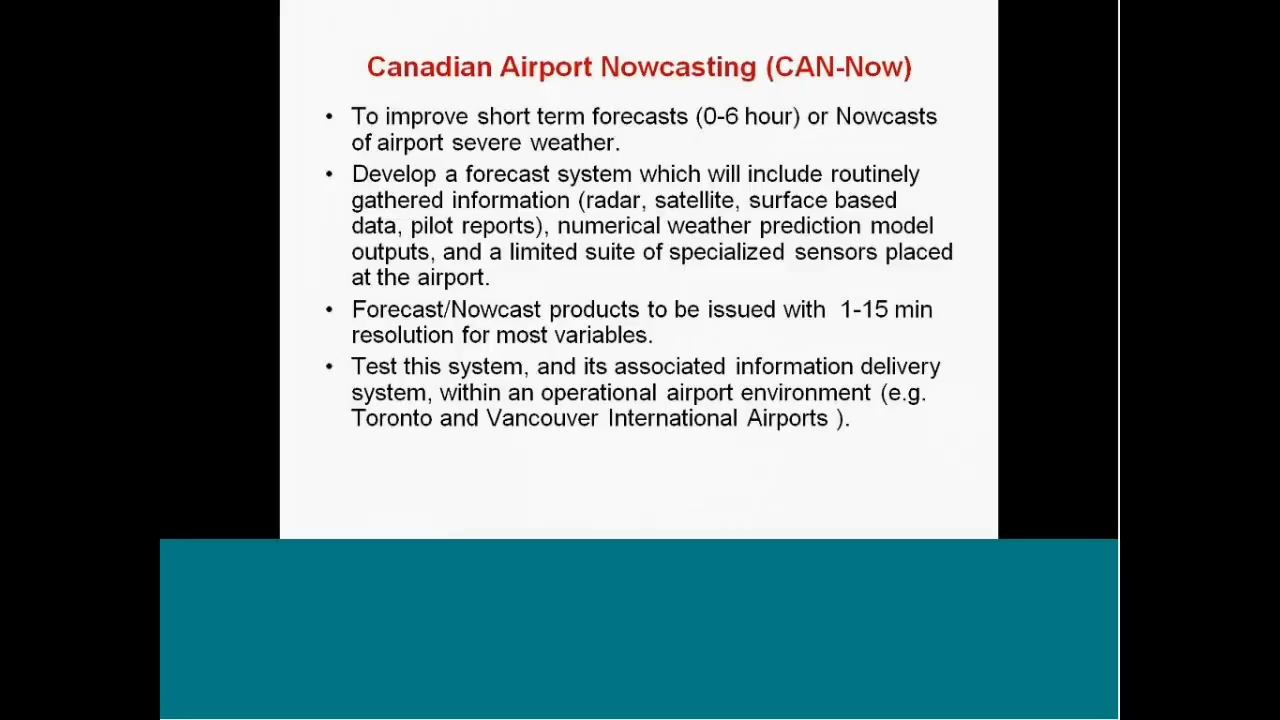 Canadian Airport Nowcasting (CAN-Now)
• To improve short term forecasts (0-6 hour) or Nowcasts
of airport severe weather.
• Develop a forecast system which will include routinely
gathered information (radar, satellite, surface based
data, pilot reports), numerical weather prediction model
outputs, and a limited suite of specialized sensors placed
at the airport.
• Forecast/Nowcast products to be issued with 1-15 min
resolution for most variables.
• Test this system, and its associated information delivery
system, within an operational airport environment (e.g.
Toronto and Vancouver International Airports ).